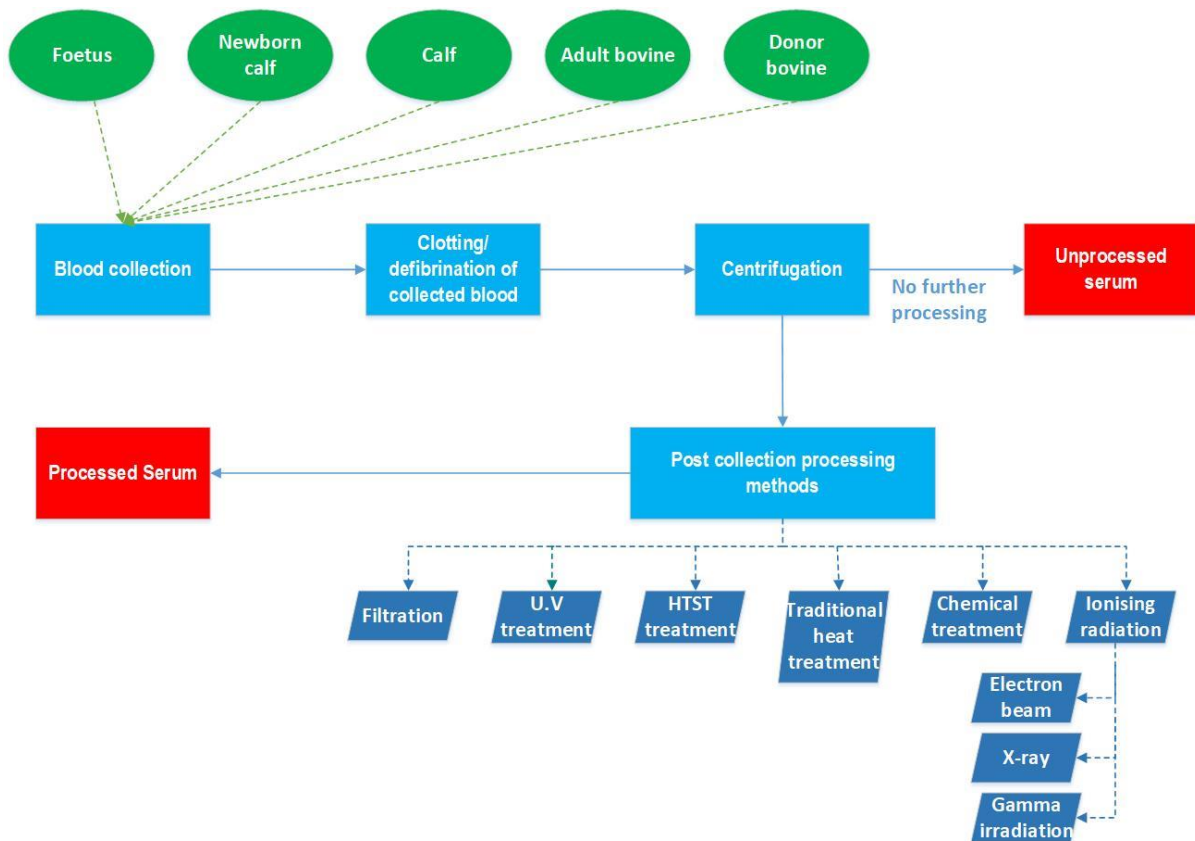 Foetus
Newborn
calf
Calf
Adult bovine
Donor
bovine
Blood collection
Clotting/
defibrination of
collected blood
Centrifugation
No further
processing
Unprocessed
serum
Processed Serum
Post collection processing
methods
Filtration
U.V
treatment
HTST
treatment
Traditional
heat
treatment
Chemical
treatment
Ionising
radiation
Electron
beam
X-ray
Gamma
irradiation